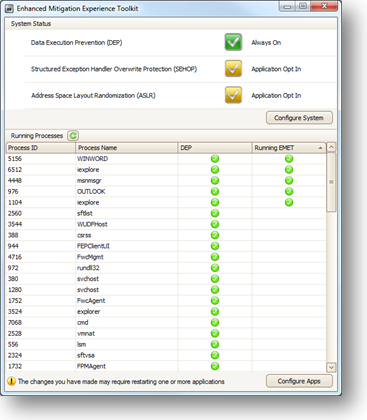 Enhanced Mitigation Experience Toolkit
System Status
Data Execution Prevention (DEP) Always On
Structured Exception Handler Overwrite Protection (SEHOP) Application Opt In
Address Space Layout Randomization (ASLR) Application Opt In
Configure System
Running Processes
Process ID Process Name DEP Running EMET
5156 WINWORD
6512 iexplore
4448 msnmsgr
976 OUTLOOK
1104 iexplore
2560 sftlist
3544 WUDFHost
388 csrss
944 FEPClientUI
4716 FwcMgmt
972 rundll32
380 svchost
1280 svchost
1752 FwcAgent
3524 explorer
7068 cmd
2528 vmnat
556 lsm
2324 sftvsa
1732 FPMAgent
The changes you have made may require restating one or more applications
Configure Apps